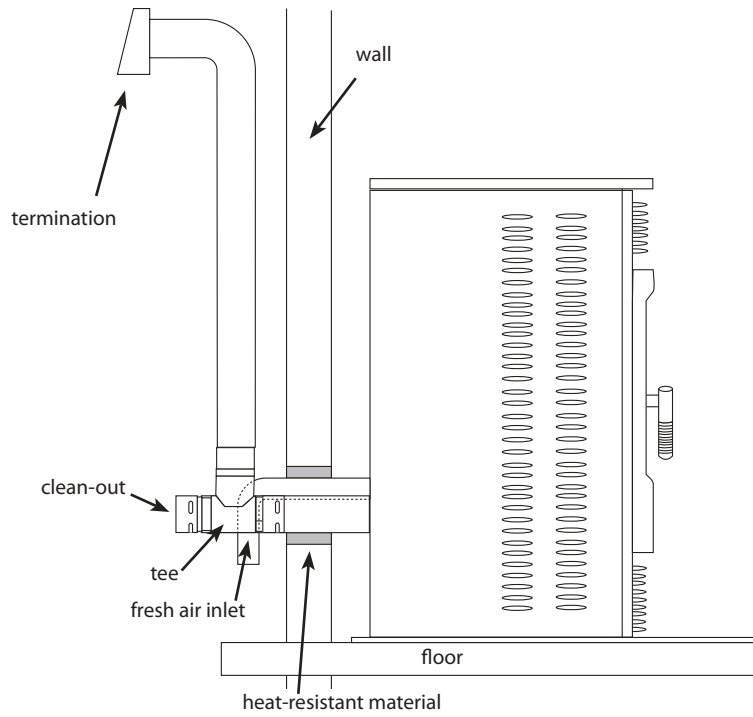 wall
termination
clean-out
tee
fresh air inlet
floor
heat-resistant material